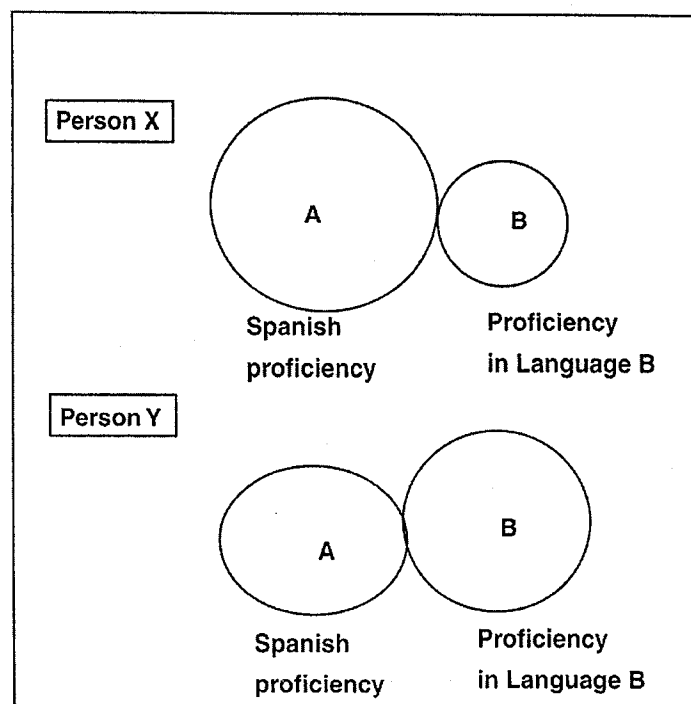 Person X
A
B
Spanish
proficiency
Proficiency
in Language B
Person Y
A
B
Spanish
proficiency
Proficiency
in Language B